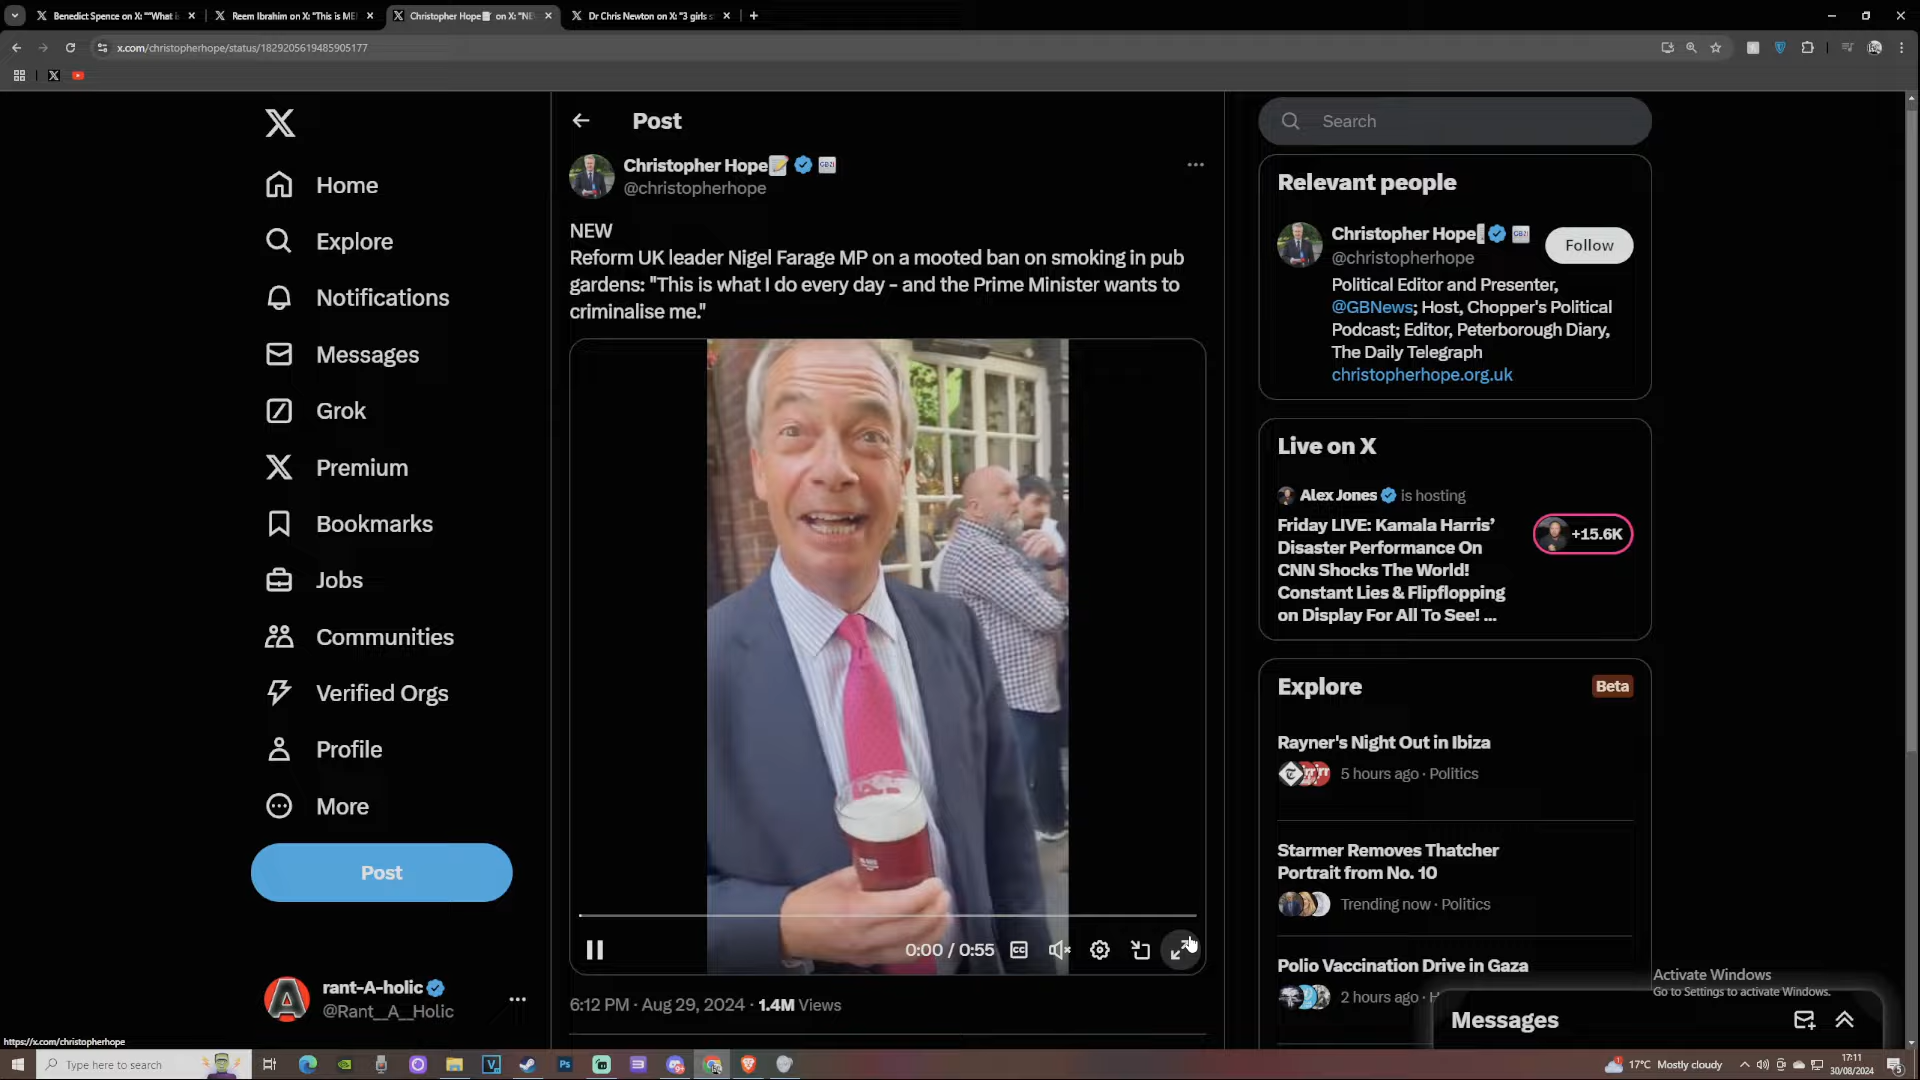 Benedict Spence on X: "“What i
Reem Ibrahim on X: "This is ME
Christopher Hope📝 on X: "NE
Dr Chris Newton on X: "3 girls s
x.com/christopherhope/status/1829205619485905177
Home
Explore
Notifications
Messages
Grok
Premium
Bookmarks
Jobs
Communities
Verified Orgs
Profile
More
Post
rant-A-holic
@Rant__A__Holic
https://x.com/christopherhope
Post
Christopher Hope📝
@christopherhope
NEW
Reform UK leader Nigel Farage MP on a mooted ban on smoking in pub
gardens: "This is what I do every day – and the Prime Minister wants to
criminalise me."
0:00 / 0:55
CC
6:12 PM · Aug 29, 2024 · 1.4M Views
Search
Relevant people
Christopher Hope
@christopherhope
Follow
Political Editor and Presenter,
@GBNews; Host, Chopper's Political
Podcast; Editor, Peterborough Diary,
The Daily Telegraph
christopherhope.org.uk
Live on X
Alex Jones is hosting
Friday LIVE: Kamala Harris’
Disaster Performance On
CNN Shocks The World!
Constant Lies & Flipflopping
on Display For All To See! ...
+15.6K
Explore
Beta
Rayner's Night Out in Ibiza
5 hours ago · Politics
Starmer Removes Thatcher
Portrait from No. 10
Trending now · Politics
Polio Vaccination Drive in Gaza
2 hours ago ·
Activate Windows
Go to Settings to activate Windows.
Messages
Type here to search
17°C Mostly cloudy
17:11
30/08/2024